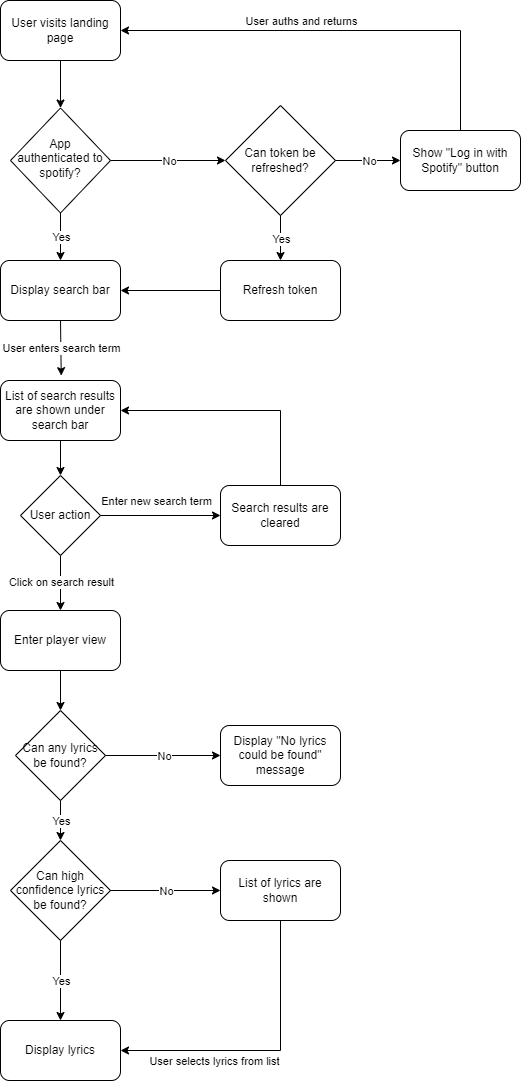 User auths and returns
User visits landing
page
App
authenticated to
spotify?
No
Can token be
refreshed?
No
Show "Log in with
Spotify" button
Yes
Yes
Display search bar
Refresh token
User enters search term
List of search results
are shown under
search bar
User action
Enter new search term
Search results are
cleared
Click on search result
Enter player view
Can any lyrics
be found?
No
Display "No lyrics
could be found"
message
Yes
Can high
confidence lyrics
be found?
No
List of lyrics are
shown
Yes
Display lyrics
User selects lyrics from list